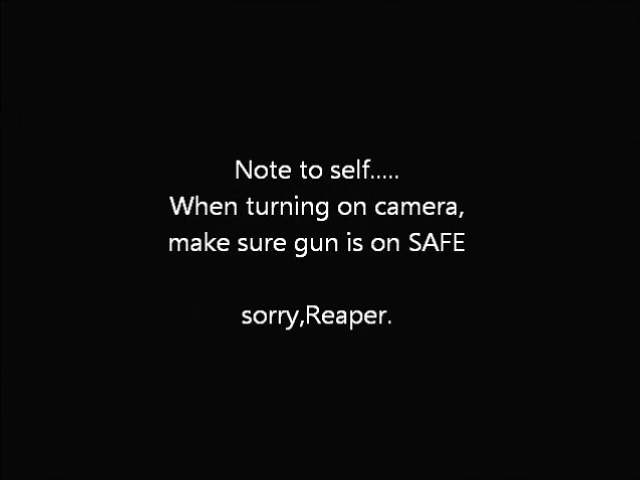 Note to self.....
When turning on camera,
make sure gun is on SAFE
sorry,Reaper.